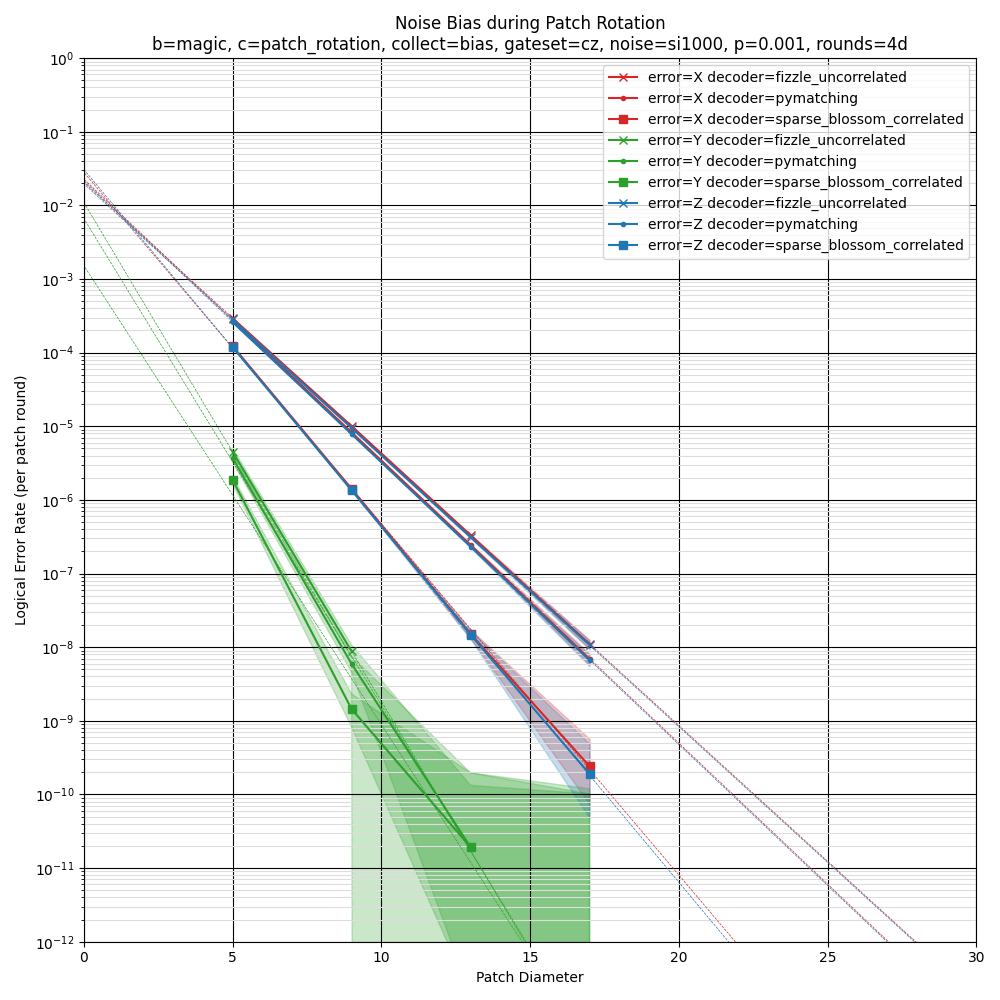 Noise Bias during Patch Rotation
b=magic, c=patch_rotation, collect=bias, gateset=cz, noise=si1000, p=0.001, rounds=4d
error=X decoder=fizzle_uncorrelated
error=X decoder=pymatching
error=X decoder=sparse_blossom_correlated
error=Y decoder=fizzle_uncorrelated
error=Y decoder=pymatching
error=Y decoder=sparse_blossom_correlated
error=Z decoder=fizzle_uncorrelated
error=Z decoder=pymatching
error=Z decoder=sparse_blossom_correlated
Logical Error Rate (per patch round)
10⁰
10⁻¹
10⁻²
10⁻³
10⁻⁴
10⁻⁵
10⁻⁶
10⁻⁷
10⁻⁸
10⁻⁹
10⁻¹⁰
10⁻¹¹
10⁻¹²
0 5 10 15 20 25 30
Patch Diameter